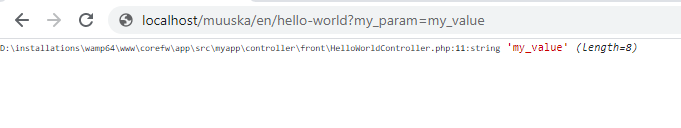 localhost/muuska/en/hello-world?my_param=my_value
D:\installations\wamp64\www\corefw\app\src\myapp\controller\front\HelloWorldController.php:11:string 'my_value' (length=8)